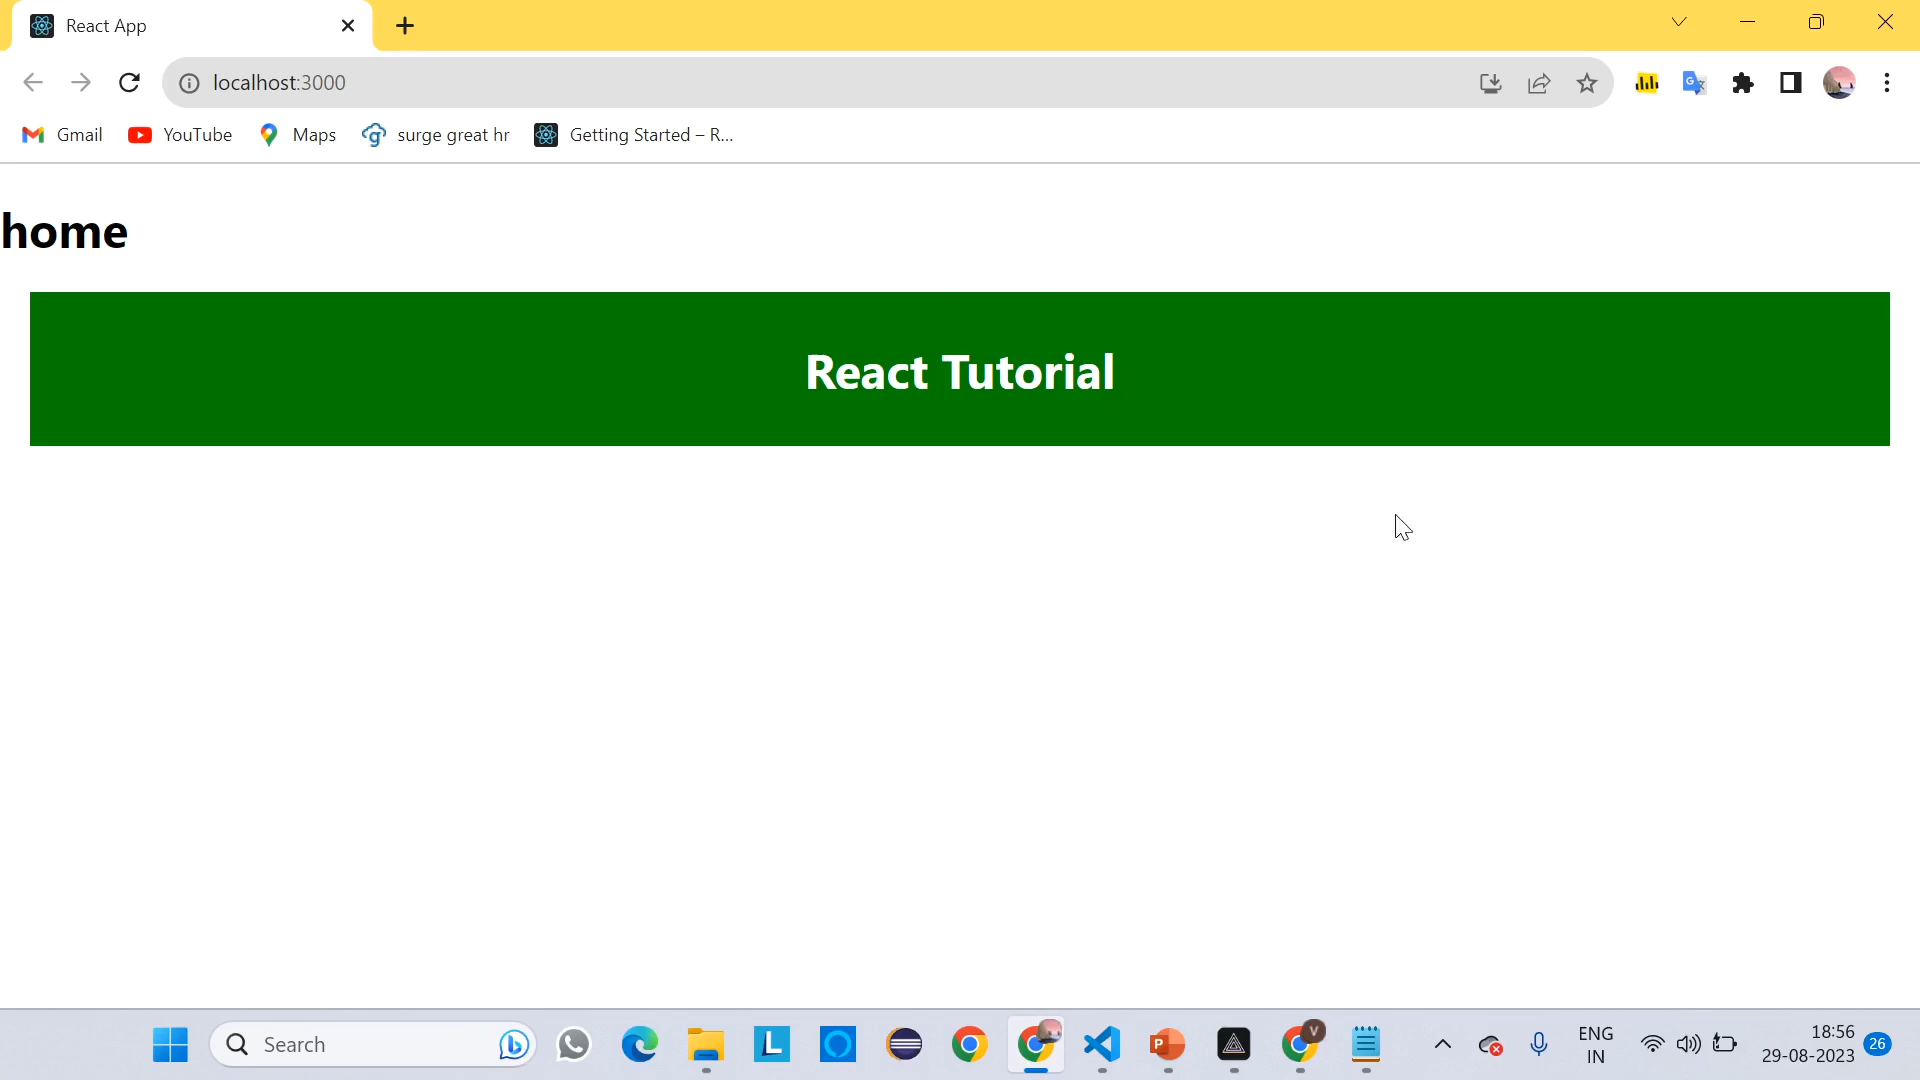 React App
localhost:3000
Gmail
YouTube
Maps
surge great hr
Getting Started – R...
home
React Tutorial
Search
L
P
V
ENG
IN
18:56
29-08-2023
26